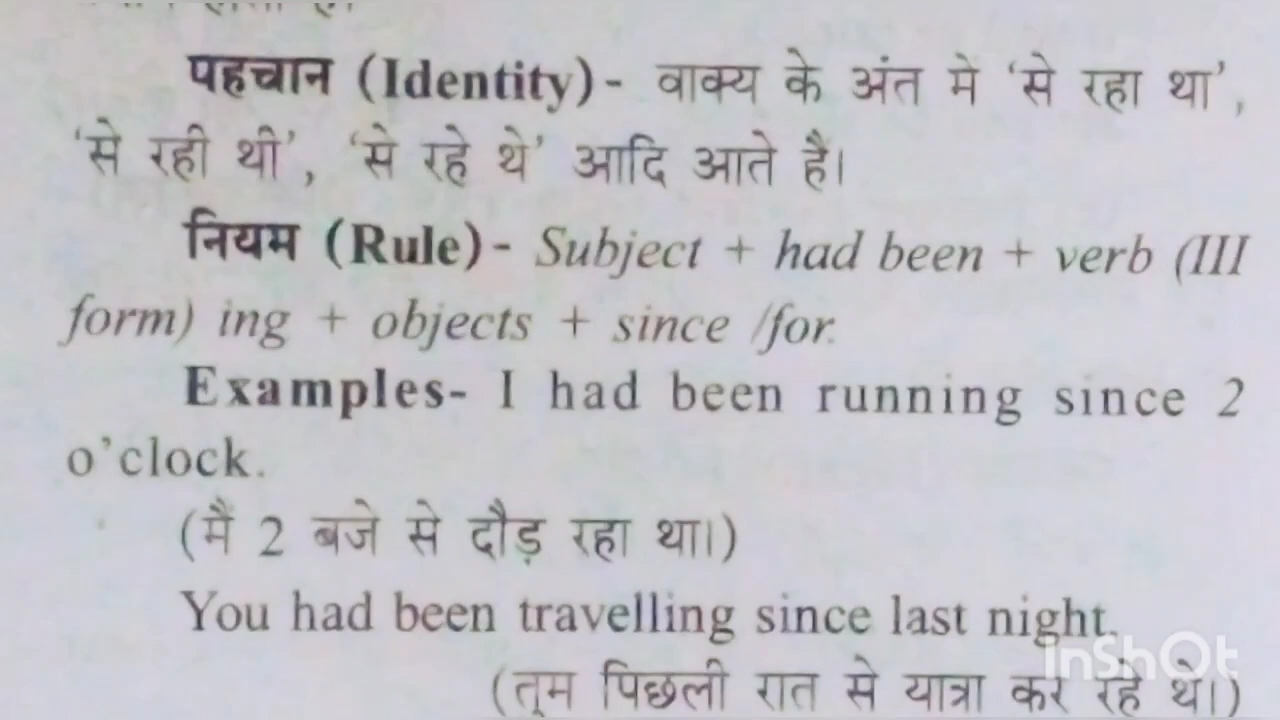 पहचान (Identity)- वाक्य के अंत मे 'से रहा था',
'से रही थी', 'से रहे थे' आदि आते है।
नियम (Rule)- Subject + had been + verb (III
form) ing + objects + since /for.
Examples- I had been running since 2
o'clock.
(मैं 2 बजे से दौड़ रहा था।)
You had been travelling since last night.
InShOt
(तुम पिछली रात से यात्रा कर रहे थे।)